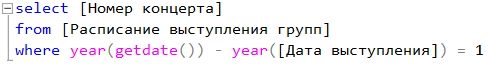 select [Номер концерта]
from [Расписание выступления групп]
where year(getdate()) - year([Дата выступления]) = 1